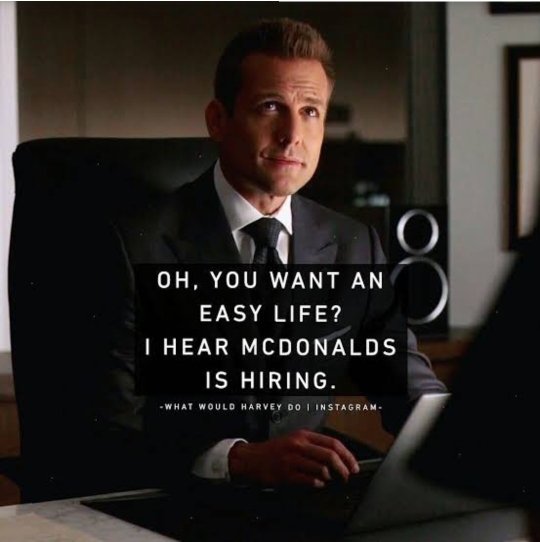 OH, YOU WANT AN
EASY LIFE?
I HEAR MCDONALDS
IS HIRING.
-WHAT WOULD HARVEY DO | INSTAGRAM-